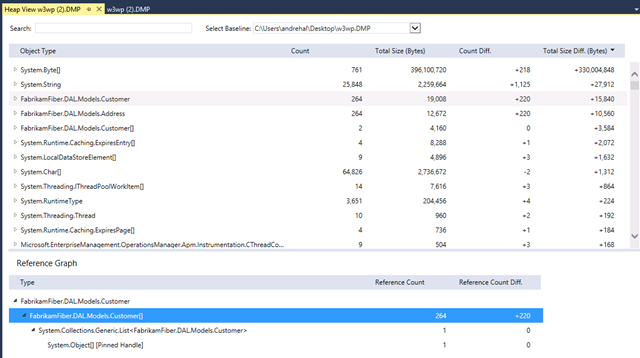 Heap View w3wp (2).DMP w3wp (2).DMP
Search: Select Baseline: C:\Users\andrehal\Desktop\w3wp.DMP
Object Type Count Total Size (Bytes) Count Diff. Total Size Diff. (Bytes)
System.Byte[] 761 396,100,720 +218 +330,004,848
System.String 25,848 2,259,664 +1,125 +27,912
FabrikamFiber.DAL.Models.Customer 264 19,008 +220 +15,840
FabrikamFiber.DAL.Models.Address 264 12,672 +220 +10,560
FabrikamFiber.DAL.Models.Customer[] 2 4,160 0 +3,584
System.Runtime.Caching.ExpiresEntry[] 4 8,288 +1 +2,072
System.LocalDataStoreElement[] 9 4,896 +3 +1,632
System.Char[] 64,826 2,736,672 -2 +1,312
System.Threading.IThreadPoolWorkItem[] 14 7,616 +3 +864
System.RuntimeType 3,651 204,456 +4 +224
System.Threading.Thread 10 960 +2 +192
System.Runtime.Caching.ExpiresPage[] 4 736 +1 +184
Microsoft.EnterpriseManagement.OperationsManager.Apm.Instrumentation.CThreadCo... 9 504 +3 +168
Reference Graph
Type Reference Count Reference Count Diff.
FabrikamFiber.DAL.Models.Customer
FabrikamFiber.DAL.Models.Customer[] 264 +220
System.Collections.Generic.List<FabrikamFiber.DAL.Models.Customer> 1 0
System.Object[] [Pinned Handle] 1 0